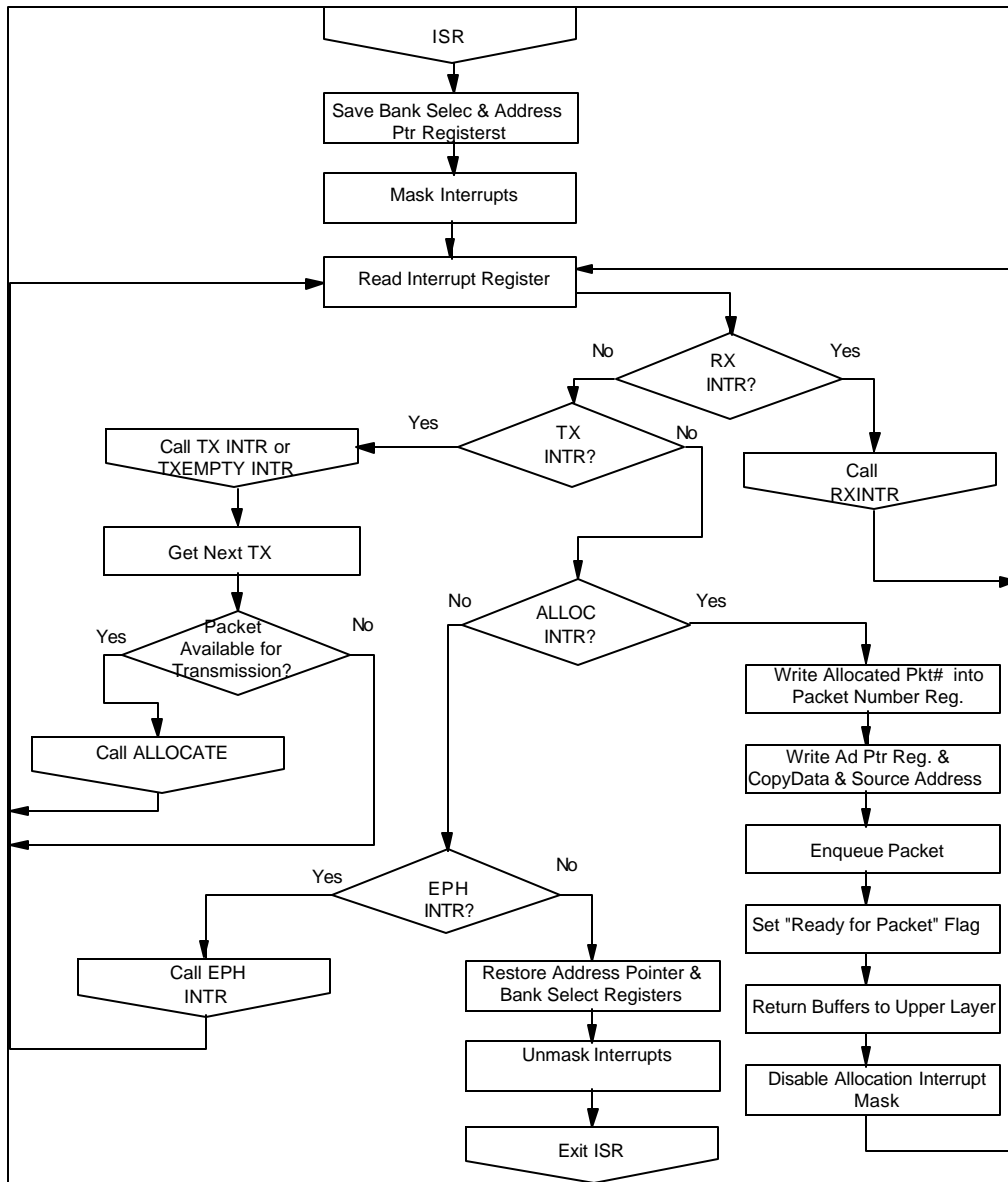 ISR
Save Bank Selec & Address
Ptr Registerst
Mask Interrupts
Read Interrupt Register
RX
INTR?
No
Yes
TX
INTR?
Yes
No
Call TX INTR or
TXEMPTY INTR
Call
RXINTR
Get Next TX
Packet
Available for
Transmission?
Yes
No
ALLOC
INTR?
No
Yes
Call ALLOCATE
Write Allocated Pkt# into
Packet Number Reg.
Write Ad Ptr Reg. &
CopyData & Source Address
Enqueue Packet
Set "Ready for Packet" Flag
Return Buffers to Upper Layer
Disable Allocation Interrupt
Mask
EPH
INTR?
Yes
No
Call EPH
INTR
Restore Address Pointer &
Bank Select Registers
Unmask Interrupts
Exit ISR